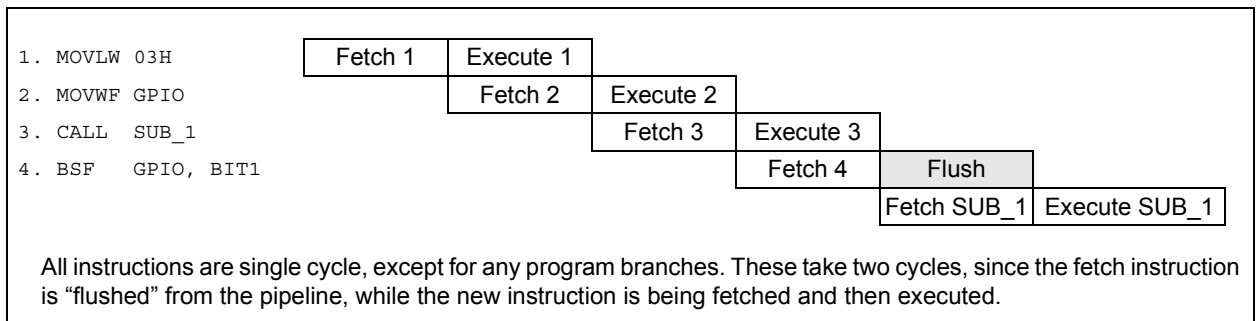 1. MOVLW 03H Fetch 1 Execute 1
2. MOVWF GPIO Fetch 2 Execute 2
3. CALL SUB_1 Fetch 3 Execute 3
4. BSF GPIO, BIT1 Fetch 4 Flush
Fetch SUB_1 Execute SUB_1
All instructions are single cycle, except for any program branches. These take two cycles, since the fetch instruction
is “flushed” from the pipeline, while the new instruction is being fetched and then executed.